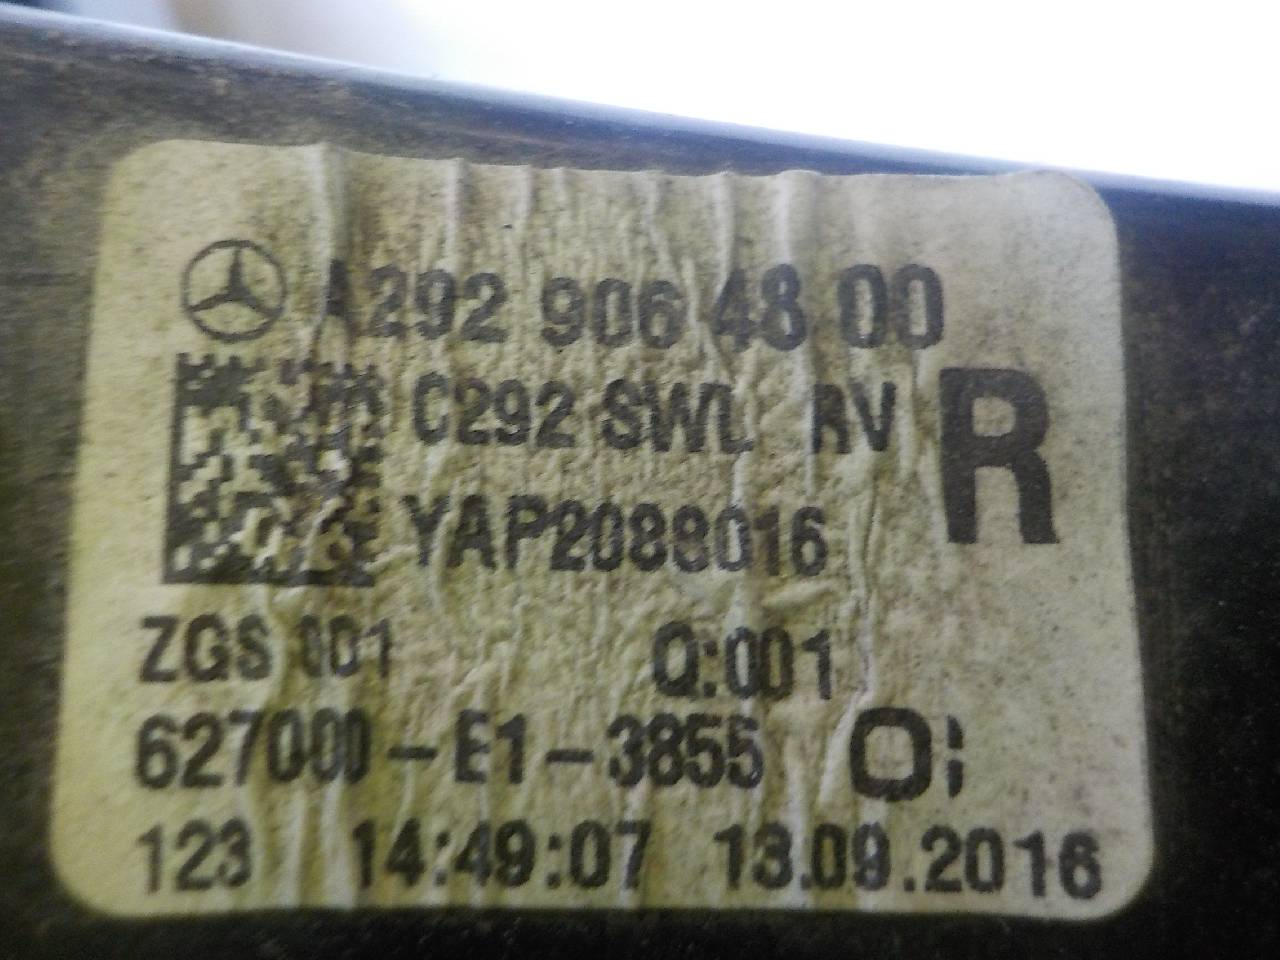 A292 906 48 00
C292 SWL RV R
YAP2088016
ZGS 001 Q:001
627000-E1-3855
123 14:49:07 13.09.2016